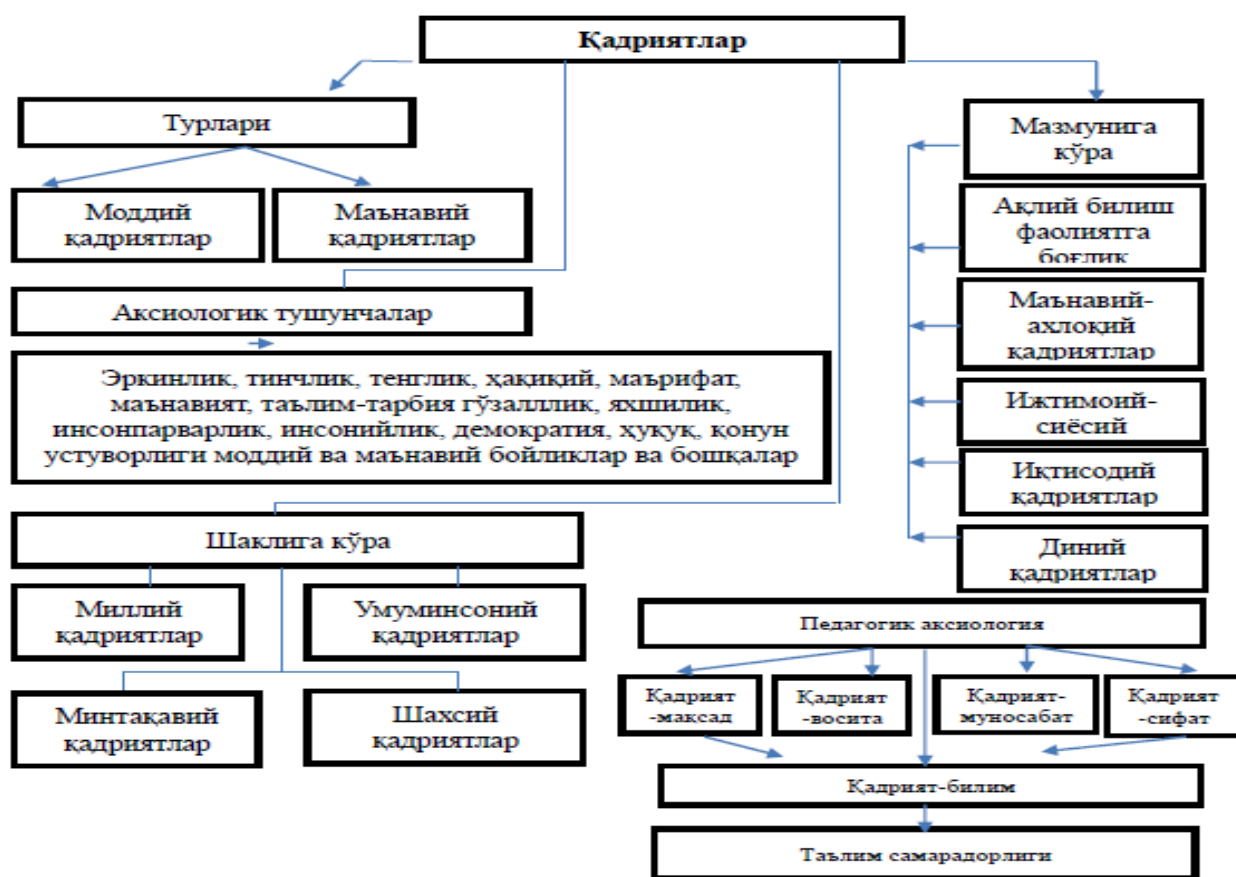 Қадриятлар
Турлари
Моддий
қадриятлар
Маънавий
қадриятлар
Аксиологик тушунчалар
Эркинлик, тинчлик, тенглик, ҳақиқий, маърифат,
маънавият, таълим-тарбия гўзалллик, яхшилик,
инсонпарварлик, инсонийлик, демократия, ҳуқуқ, қонун
устуворлиги моддий ва маънавий бойликлар ва бошқалар
Шаклига кўра
Миллий
қадриятлар
Умуминсоний
қадриятлар
Минтақавий
қадриятлар
Шахсий
қадриятлар
Мазмунига
кўра
Ақлий билиш
фаолиятга
боғлиқ
Маънавий-
ахлоқий
қадриятлар
Ижтимоий-
сиёсий
Иқтисодий
қадриятлар
Диний
қадриятлар
Педагогик аксиология
Қадрият
-мақсад
Қадрият
-восита
Қадрият-
муносабат
Қадрият
-сифат
Қадрият-билим
Таълим самарадорлиги